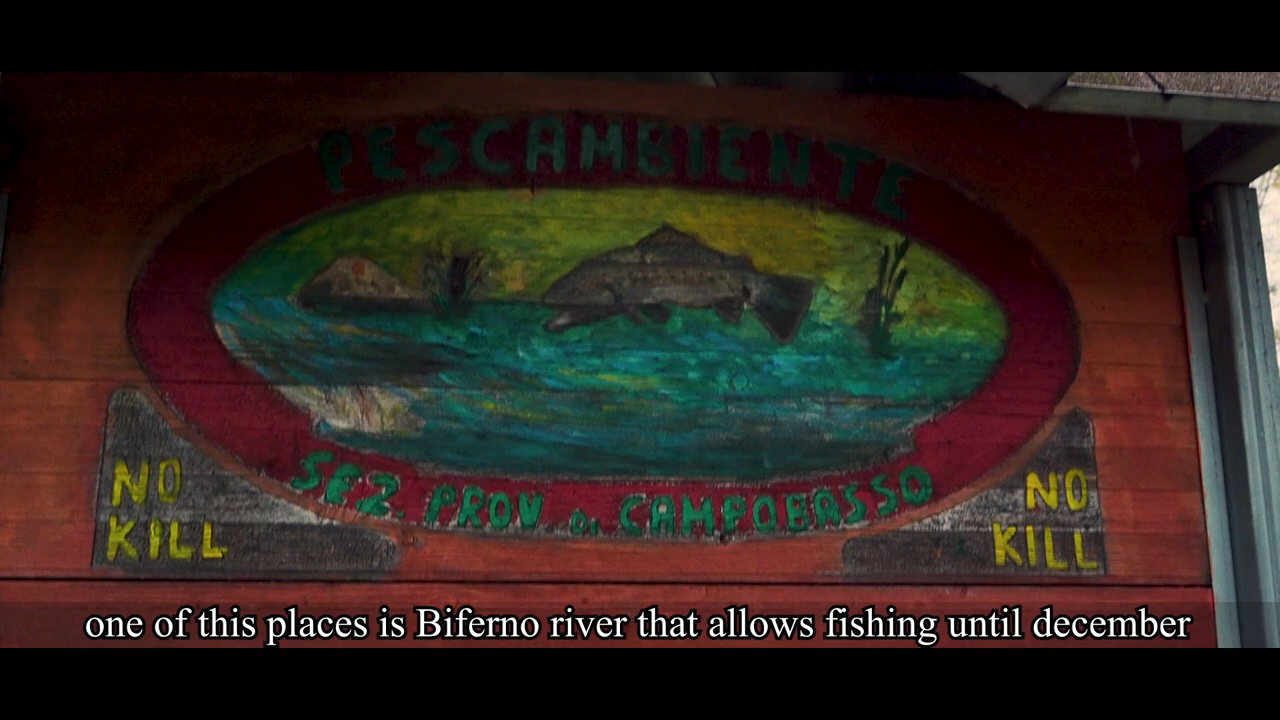 PESCAMBIENTE
SEZ. PROV DI CAMPOBASSO
NO
KILL
NO
KILL
one of this places is Biferno river that allows fishing until december